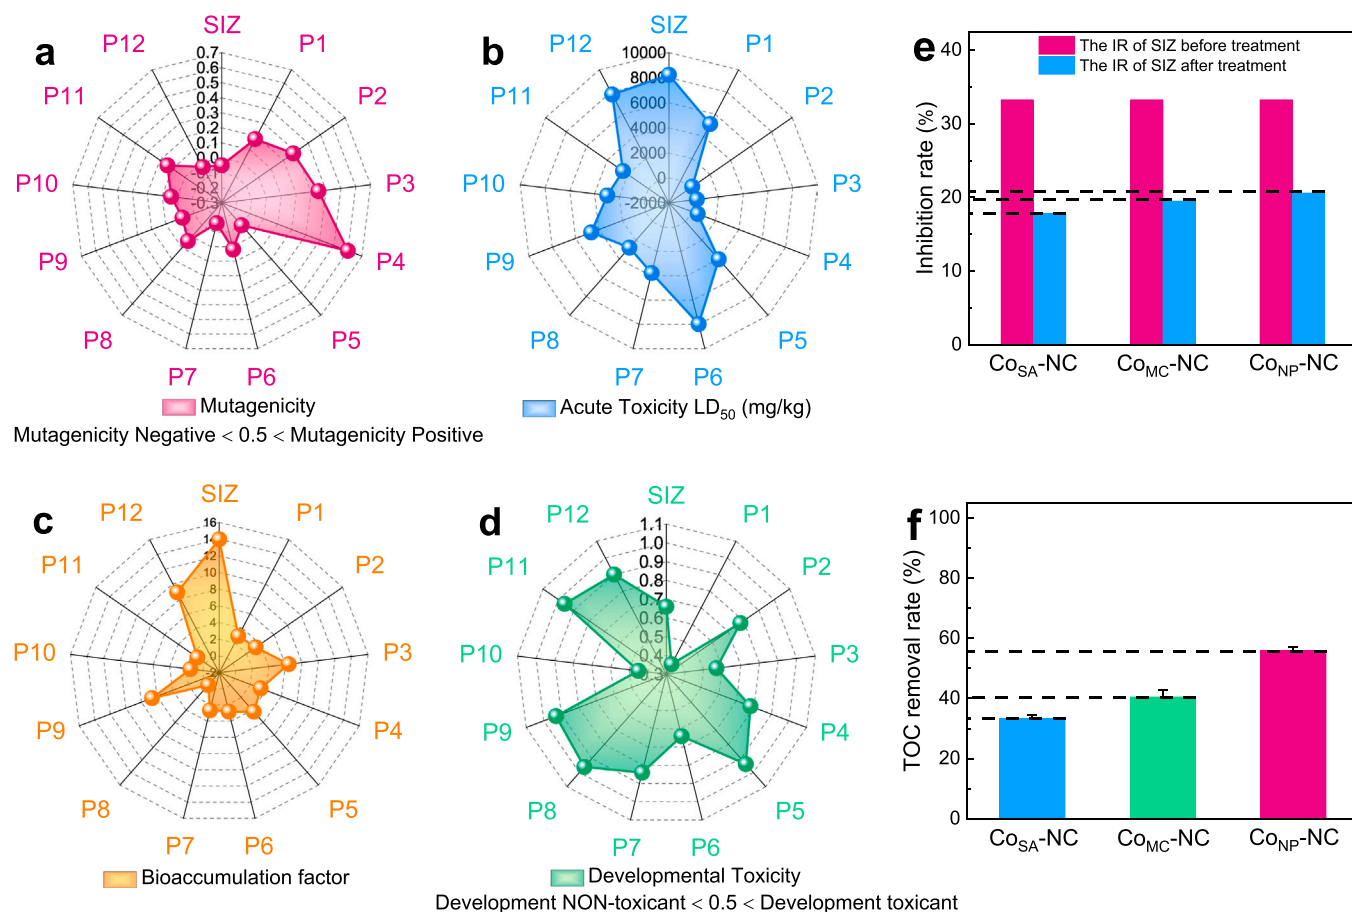 a
SIZ
P1
P2
P3
P4
P5
P6
P7
P8
P9
P10
P11
P12
0.7
0.6
0.5
0.4
0.3
0.2
0.1
0.0
-0.1
-0.2
-0.3
Mutagenicity
Mutagenicity Negative < 0.5 < Mutagenicity Positive
b
SIZ
P1
P2
P3
P4
P5
P6
P7
P8
P9
P10
P11
P12
10000
8000
6000
4000
2000
0
-2000
Acute Toxicity LD50 (mg/kg)
e
The IR of SIZ before treatment
The IR of SIZ after treatment
Inhibition rate (%)
40
30
20
10
0
CoSA-NC
CoMC-NC
CoNP-NC
c
SIZ
P1
P2
P3
P4
P5
P6
P7
P8
P9
P10
P11
P12
16
14
12
10
8
6
4
2
0
-2
Bioaccumulation factor
d
SIZ
P1
P2
P3
P4
P5
P6
P7
P8
P9
P10
P11
P12
1.1
1.0
0.9
0.8
0.7
0.6
0.5
0.4
Developmental Toxicity
Development NON-toxicant < 0.5 < Development toxicant
f
TOC removal rate (%)
100
80
60
40
20
0
CoSA-NC
CoMC-NC
CoNP-NC